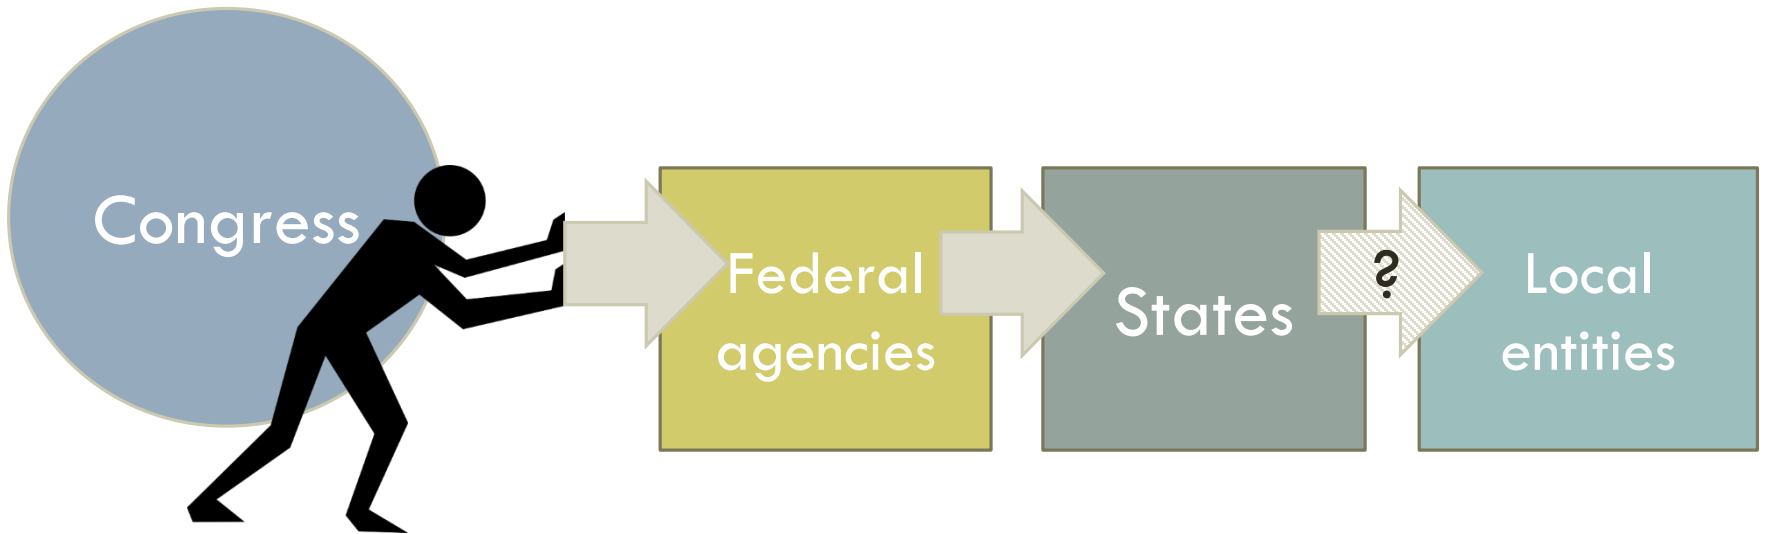 Congress
Federal
agencies
States
?
Local
entities